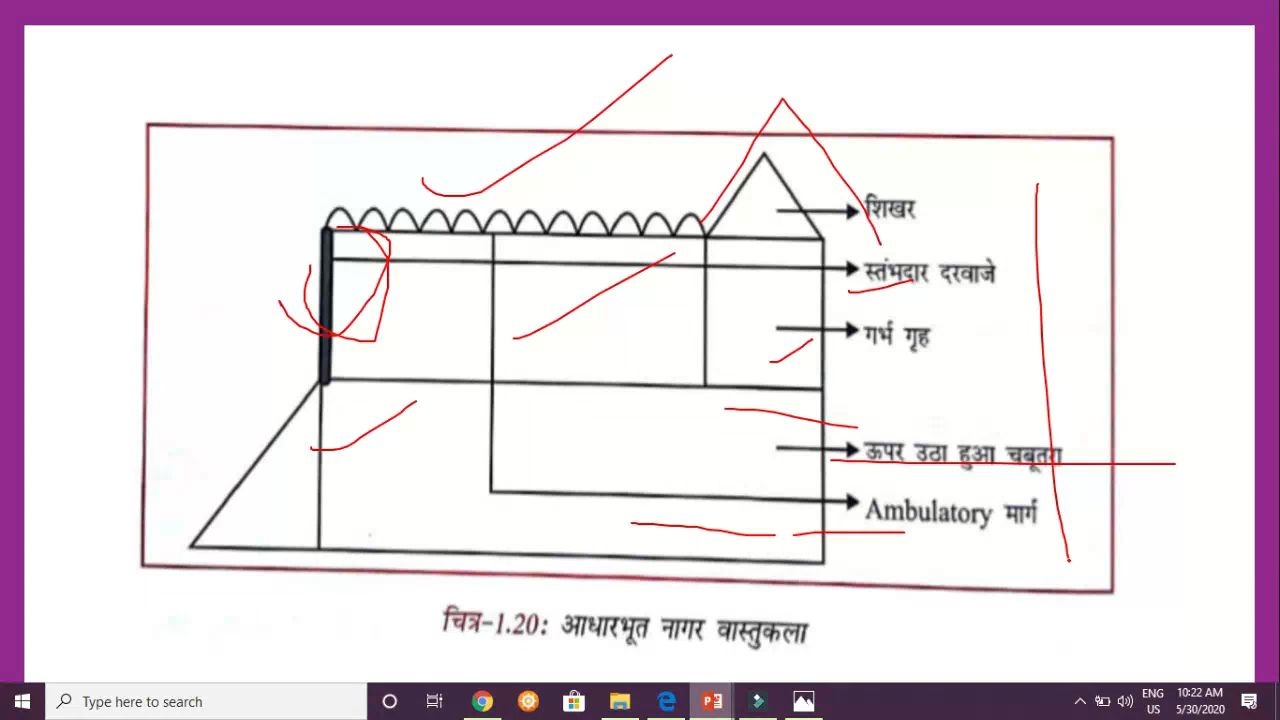 शिखर
स्तंभदार दरवाजे
गर्भ गृह
ऊपर उठा हुआ चबूतरा
Ambulatory मार्ग
चित्र-1.20: आधारभूत नागर वास्तुकला
Type here to search
ENG
US
10:22 AM
5/30/2020